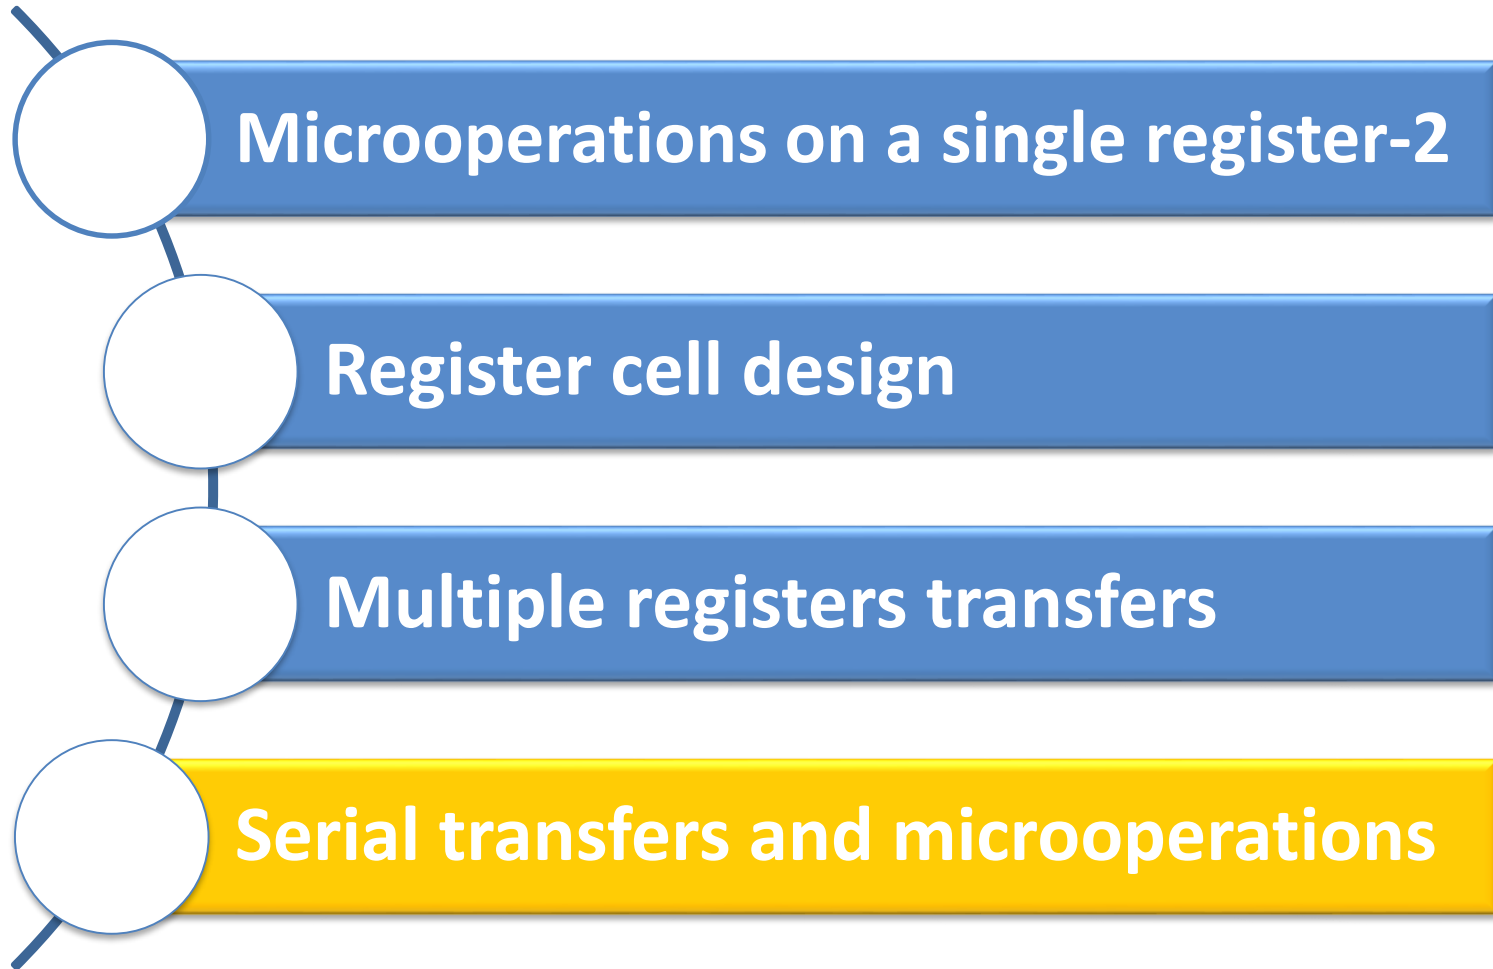 Microoperations on a single register-2
Register cell design
Multiple registers transfers
Serial transfers and microoperations